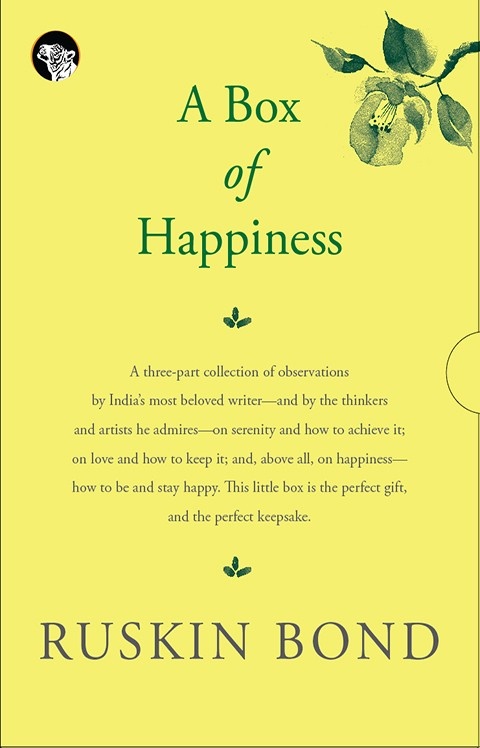 A Box
of
Happiness
A three-part collection of observations
by India's most beloved writer—and by the thinkers
and artists he admires—on serenity and how to achieve it;
on love and how to keep it; and, above all, on happiness—
how to be and stay happy. This little box is the perfect gift,
and the perfect keepsake.
RUSKIN BOND